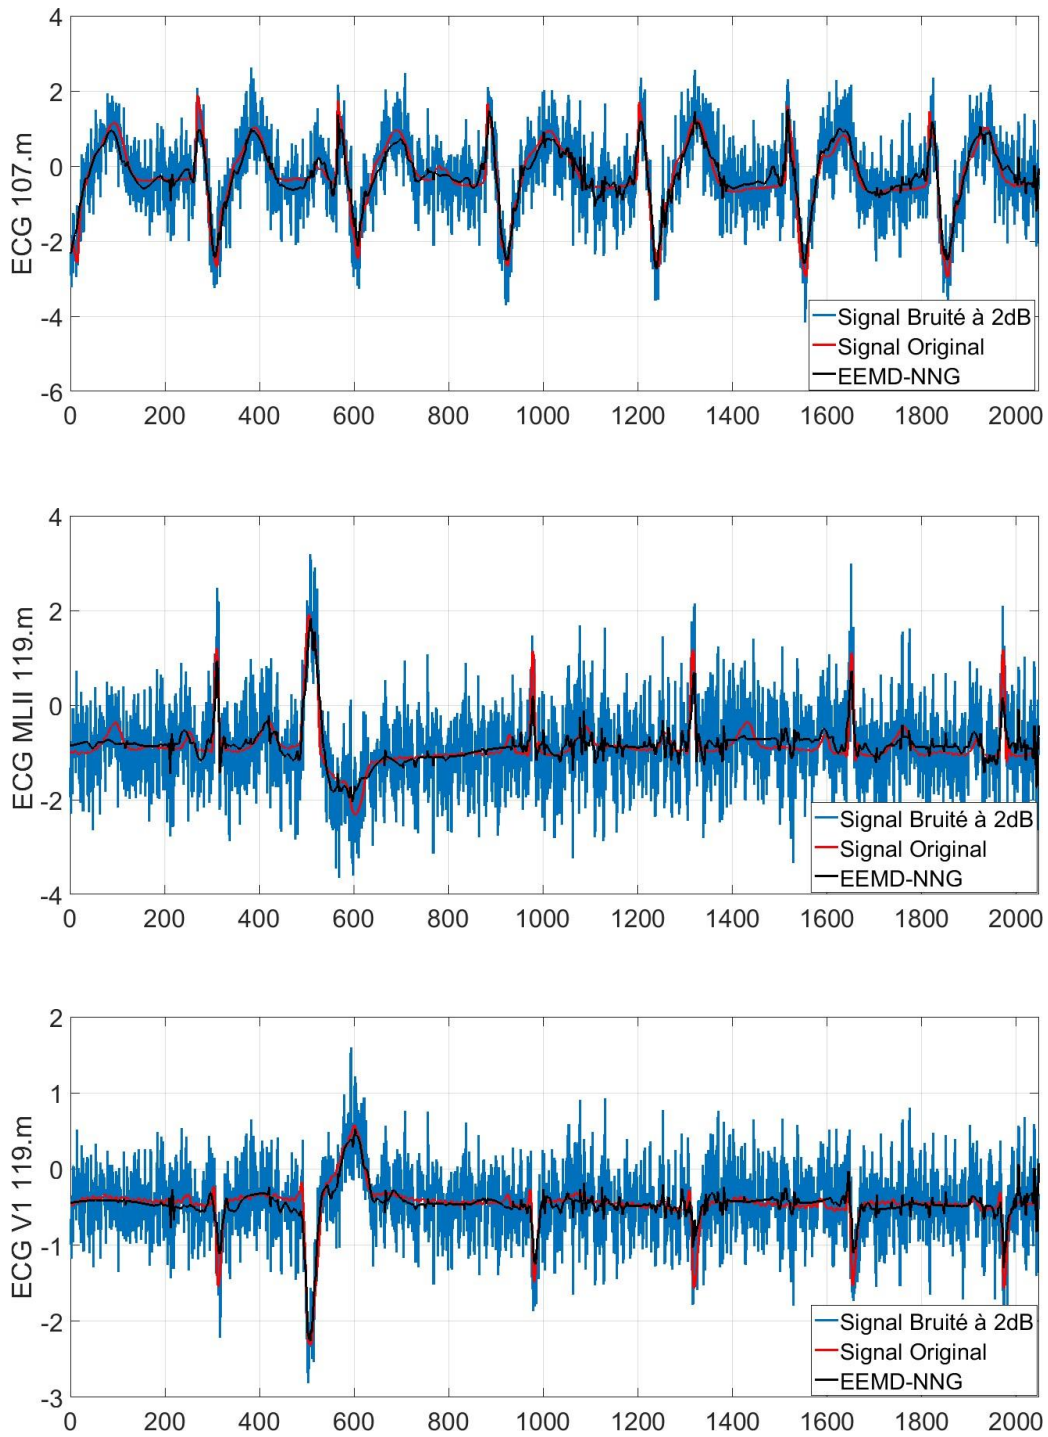 4
2
0
-2
-4
-6
ECG 107.m
Signal Bruité à 2dB
Signal Original
EEMD-NNG
0 200 400 600 800 1000 1200 1400 1600 1800 2000
4
2
0
-2
-4
ECG MLII 119.m
Signal Bruité à 2dB
Signal Original
EEMD-NNG
0 200 400 600 800 1000 1200 1400 1600 1800 2000
2
1
0
-1
-2
-3
ECG V1 119.m
Signal Bruité à 2dB
Signal Original
EEMD-NNG
0 200 400 600 800 1000 1200 1400 1600 1800 2000